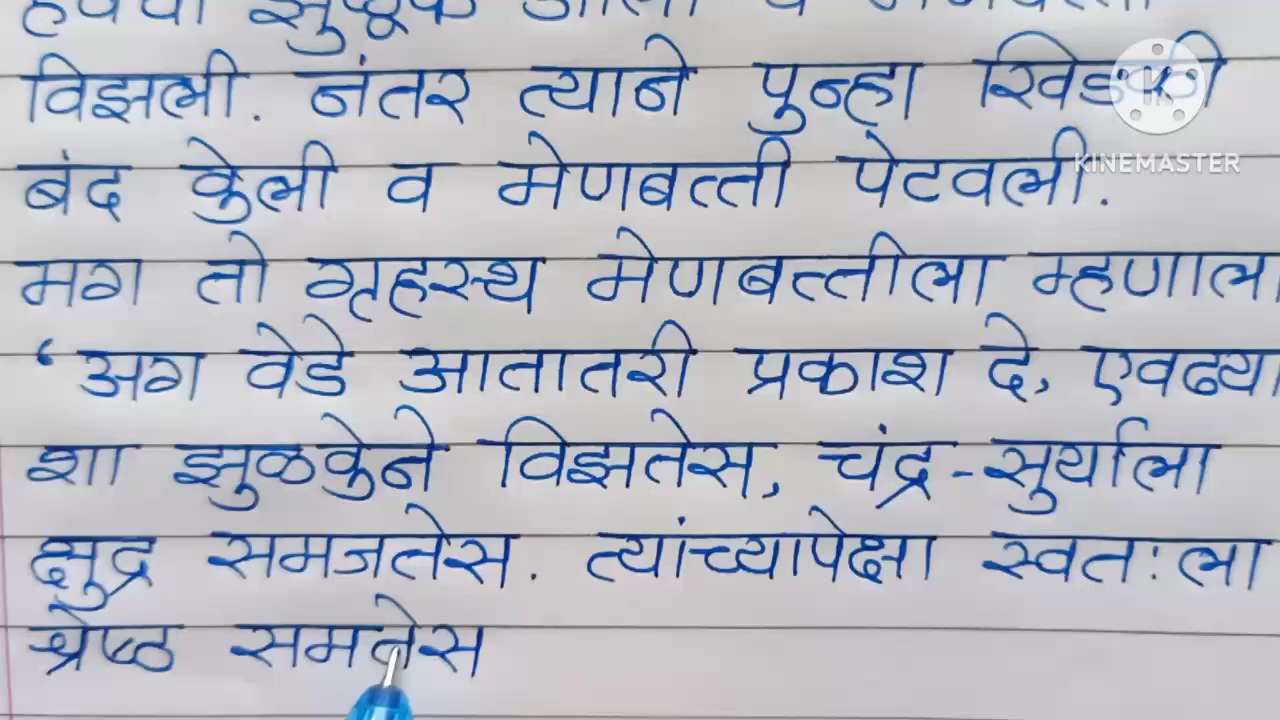 व
विझली. नंतर त्याने पुन्हा खिडकी
KINEMASTER
बंद केली व मेणबत्ती पेटवली.
मग तो गृहस्थ मेणबत्तीला म्हणाल
‘अग वेडे आतातरी प्रकाश दे, एवढ्या
शा झुळकेने विझतेस, चंद्र-सुर्याला
क्षुद्र समजतेस. त्यांच्यापेक्षा स्वत:ला
श्रेष्ठ समतेस